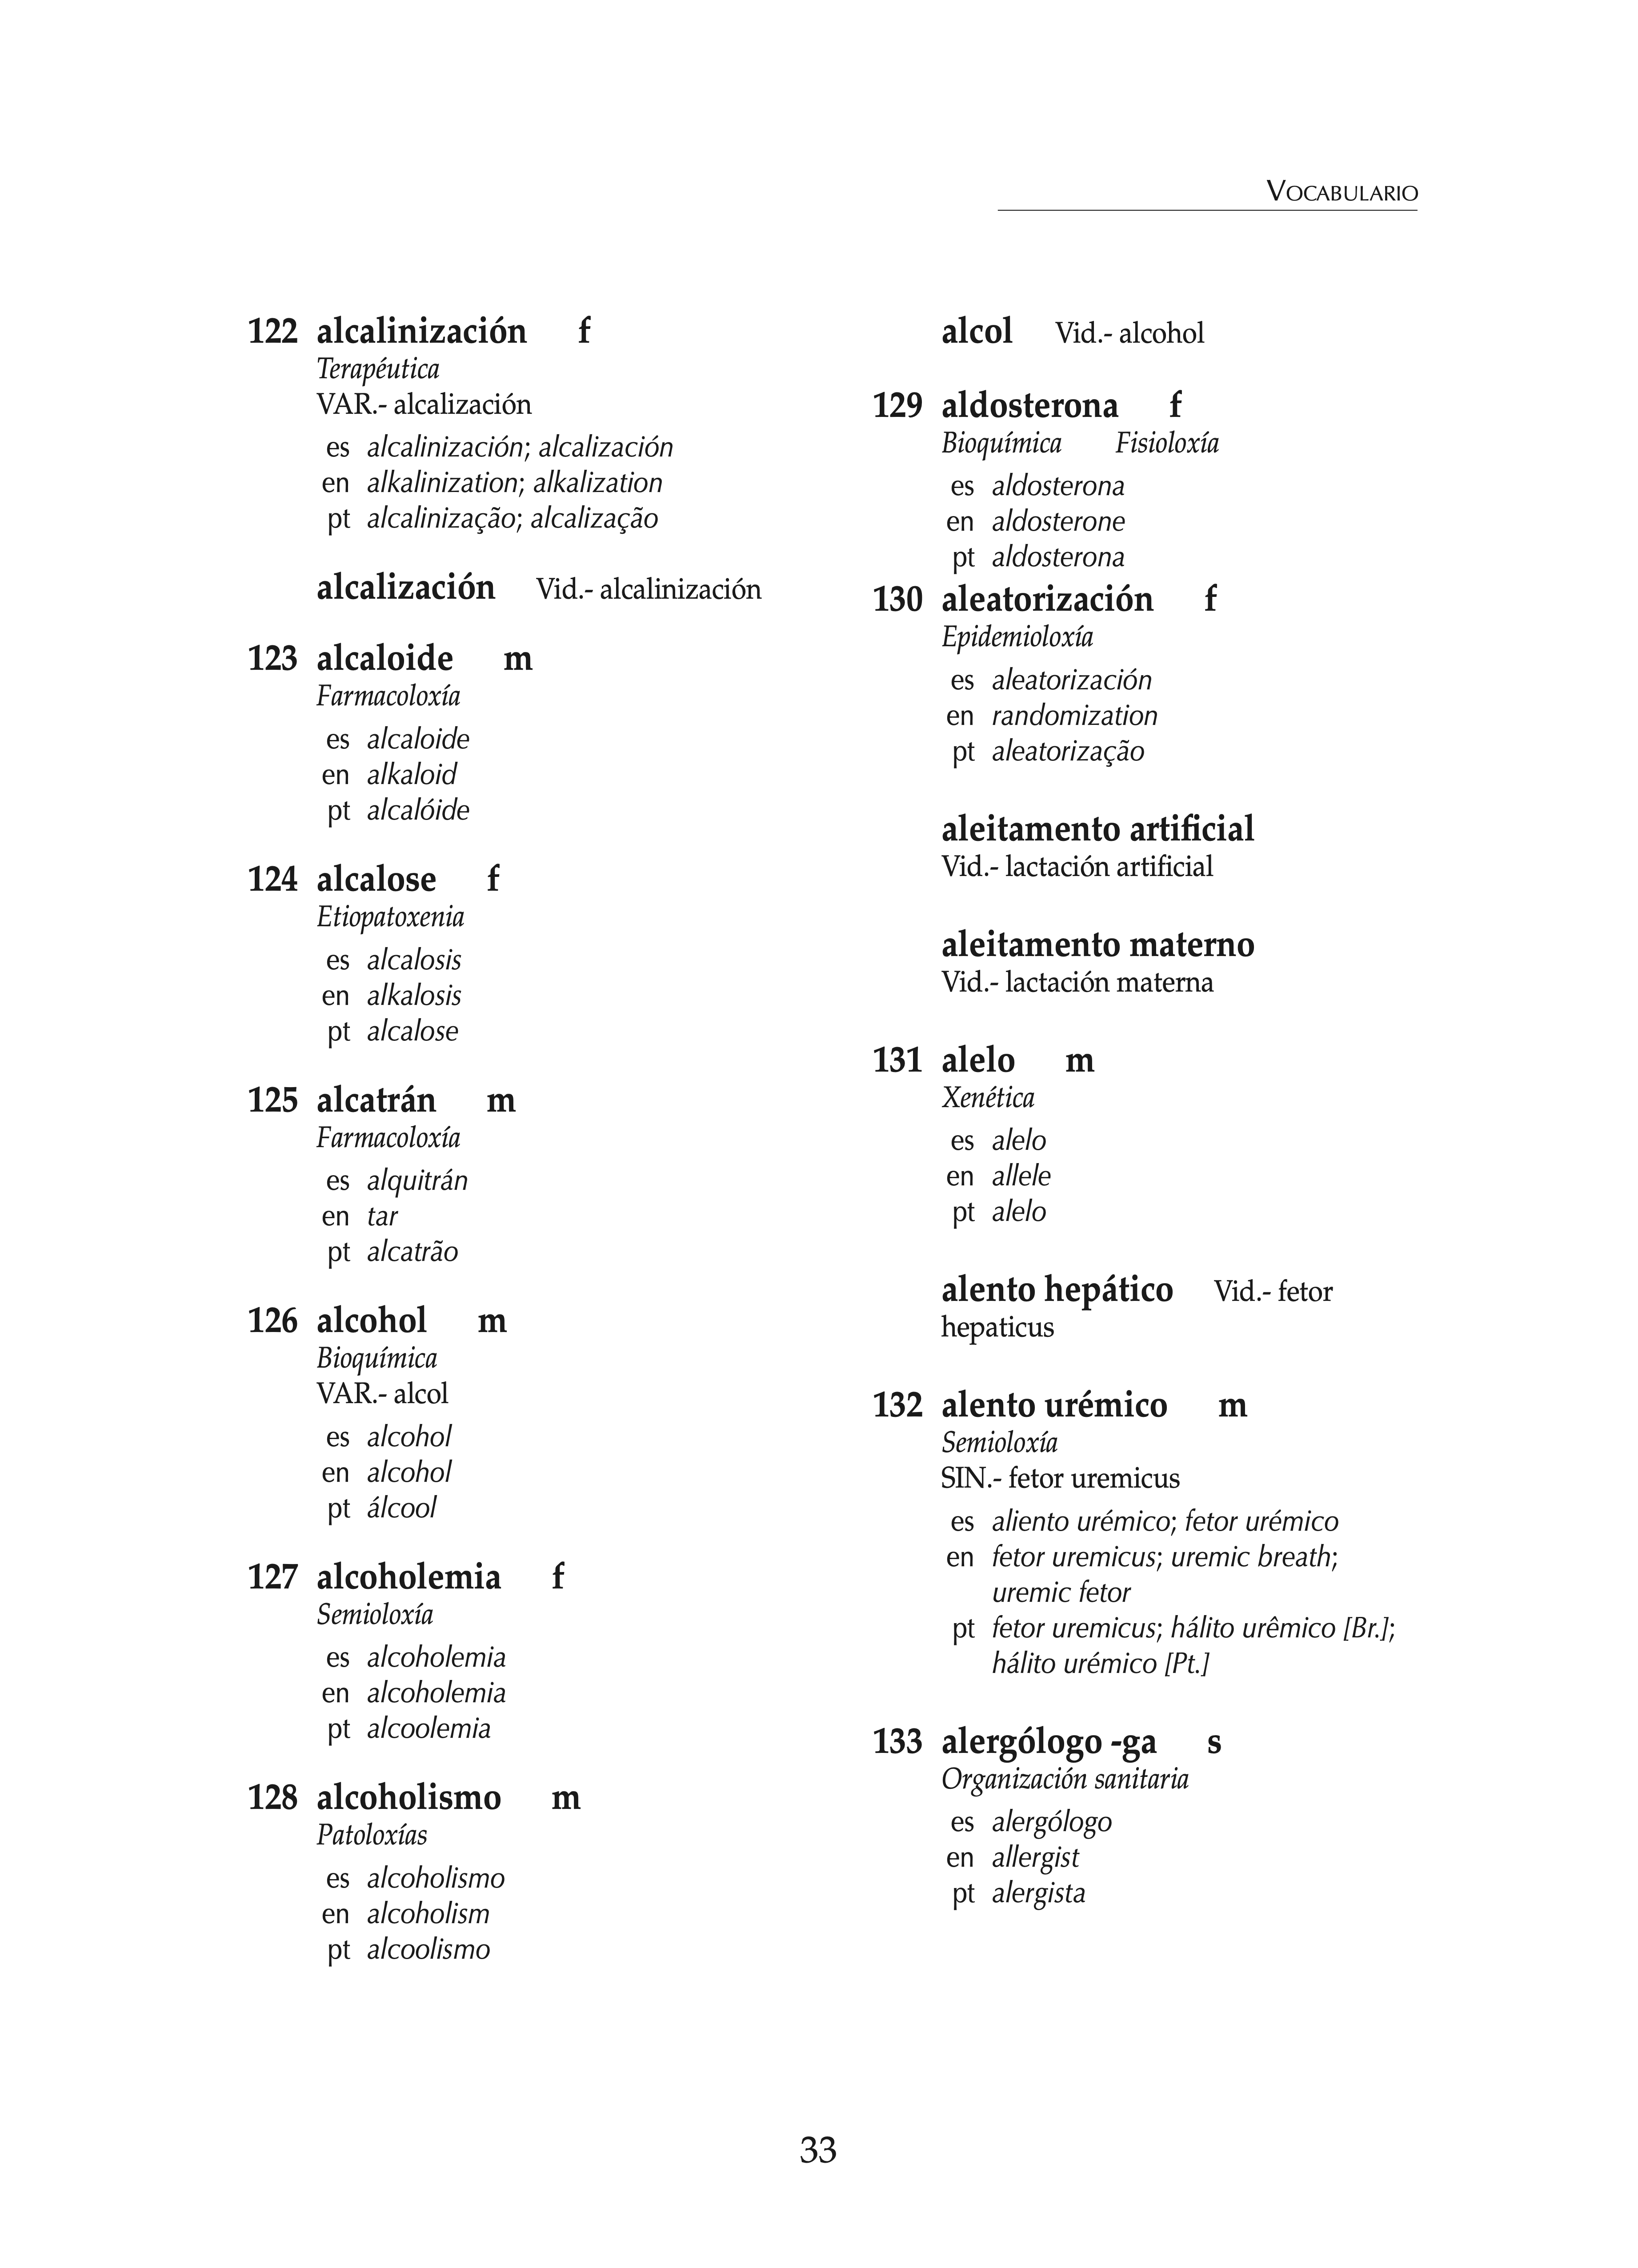 VOCABULARIO
122 alcalinización f
Terapéutica
VAR.- alcalización
es alcalinización; alcalización
en alkalinization; alkalization
pt alcalinização; alcalização
alcalización Vid.- alcalinización
123 alcaloide m
Farmacoloxía
es alcaloide
en alkaloid
pt alcalóide
124 alcalose f
Etiopatoxenia
es alcalosis
en alkalosis
pt alcalose
125 alcatrán m
Farmacoloxía
es alquitrán
en tar
pt alcatrão
126 alcohol m
Bioquímica
VAR.- alcol
es alcohol
en alcohol
pt álcool
127 alcoholemia f
Semioloxía
es alcoholemia
en alcoholemia
pt alcoolemia
128 alcoholismo m
Patoloxías
es alcoholismo
en alcoholism
pt alcoolismo
alcol Vid.- alcohol
129 aldosterona f
Bioquímica Fisioloxía
es aldosterona
en aldosterone
pt aldosterona
130 aleatorización f
Epidemioloxía
es aleatorización
en randomization
pt aleatorização
aleitamento artificial
Vid.- lactación artificial
aleitamento materno
Vid.- lactación materna
131 alelo m
Xenética
es alelo
en allele
pt alelo
alento hepático Vid.- fetor
hepaticus
132 alento urémico m
Semioloxía
SIN.- fetor uremicus
es aliento urémico; fetor urémico
en fetor uremicus; uremic breath;
uremic fetor
pt fetor uremicus; hálito urêmico [Br.];
hálito urémico [Pt.]
133 alergólogo -ga s
Organización sanitaria
es alergólogo
en allergist
pt alergista
33